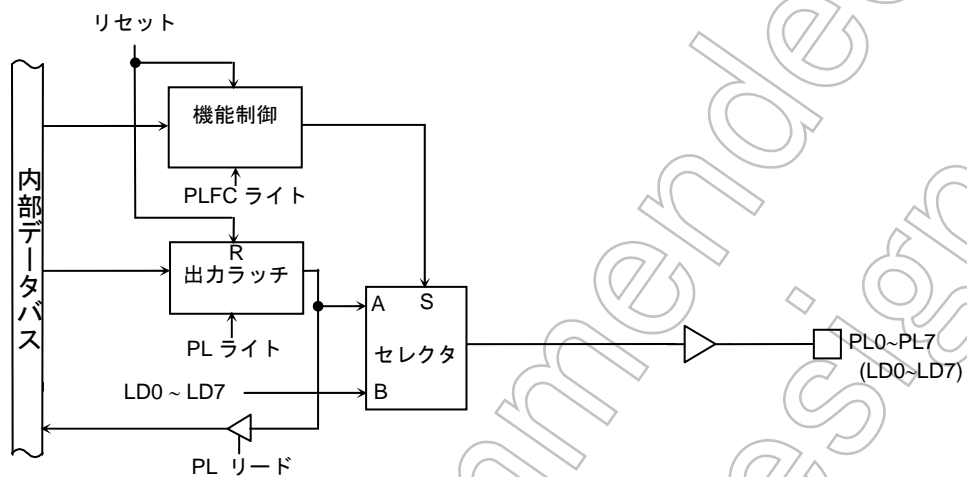 リセット
機能制御
PLFC ライト
内部データバス
R
出力ラッチ
PL ライト
A
S
セレクタ
B
LD0 ~ LD7
PL リード
PL0~PL7
(LD0~LD7)